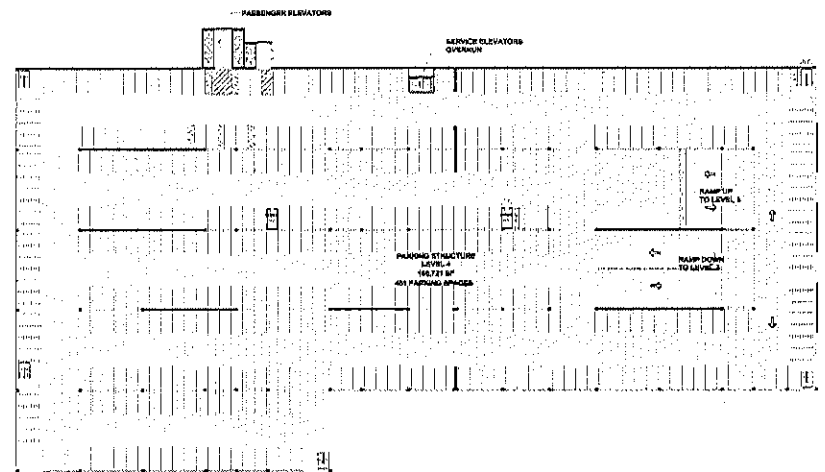 PASSENGER ELEVATORS
SERVICE ELEVATORS
OVERRUN
RAMP UP
TO LEVEL 5
PARKING STRUCTURE
LEVEL 4
RAMP DOWN
TO LEVEL 3
PARKING SPACES